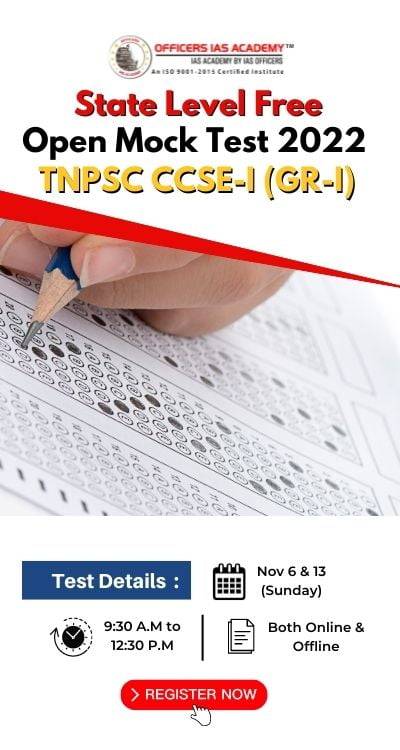 OFFICERS IAS ACADEMY™
IAS ACADEMY BY IAS OFFICERS
An ISO 9001-2015 Certified Institute
State Level Free
Open Mock Test 2022
TNPSC CCSE-I (GR-I)
Test Details :
Nov 6 & 13
(Sunday)
9:30 A.M to
12:30 P.M
Both Online &
Offline
REGISTER NOW